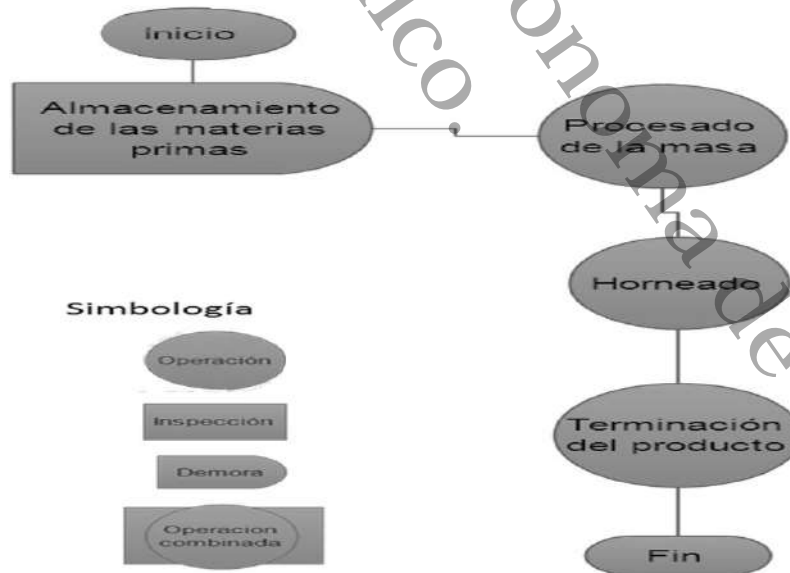 Inicio
Almacenamiento
de las materias
primas
Procesado
de la masa
Horneado
Terminación
del producto
Fin
Simbología
Operación
Inspección
Demora
Operacion
combinada